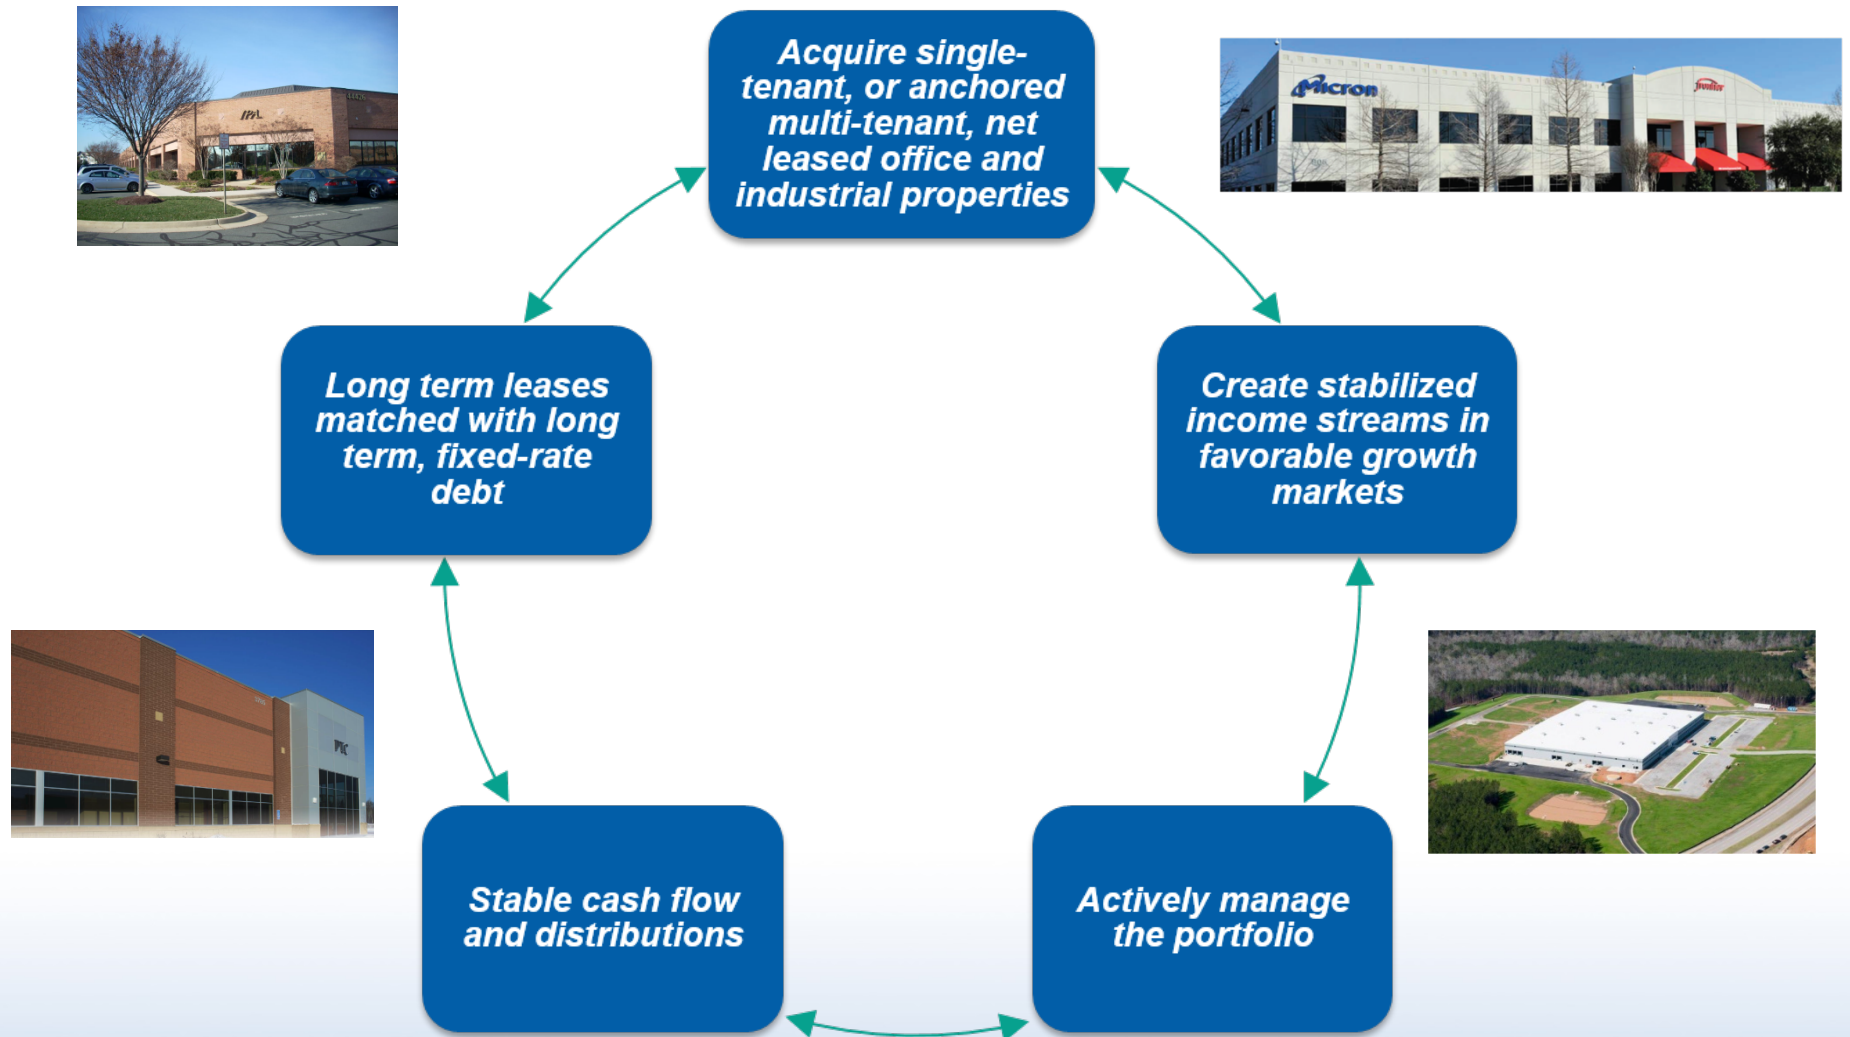 Acquire single-
tenant, or anchored
multi-tenant, net
leased office and
industrial properties
Micron
frontier
Long term leases
matched with long
term, fixed-rate
debt
Create stabilized
income streams in
favorable growth
markets
Stable cash flow
and distributions
Actively manage
the portfolio